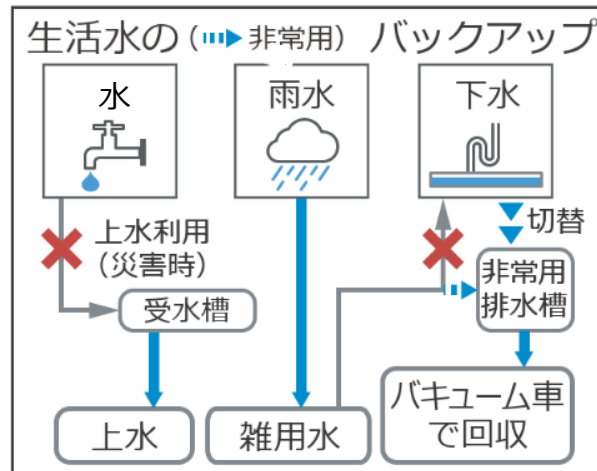 生活水の(非常用)バックアップ
水
雨水
下水
上水利用
(災害時)
切替
受水槽
非常用
排水槽
上水
雑用水
バキューム車
で回収